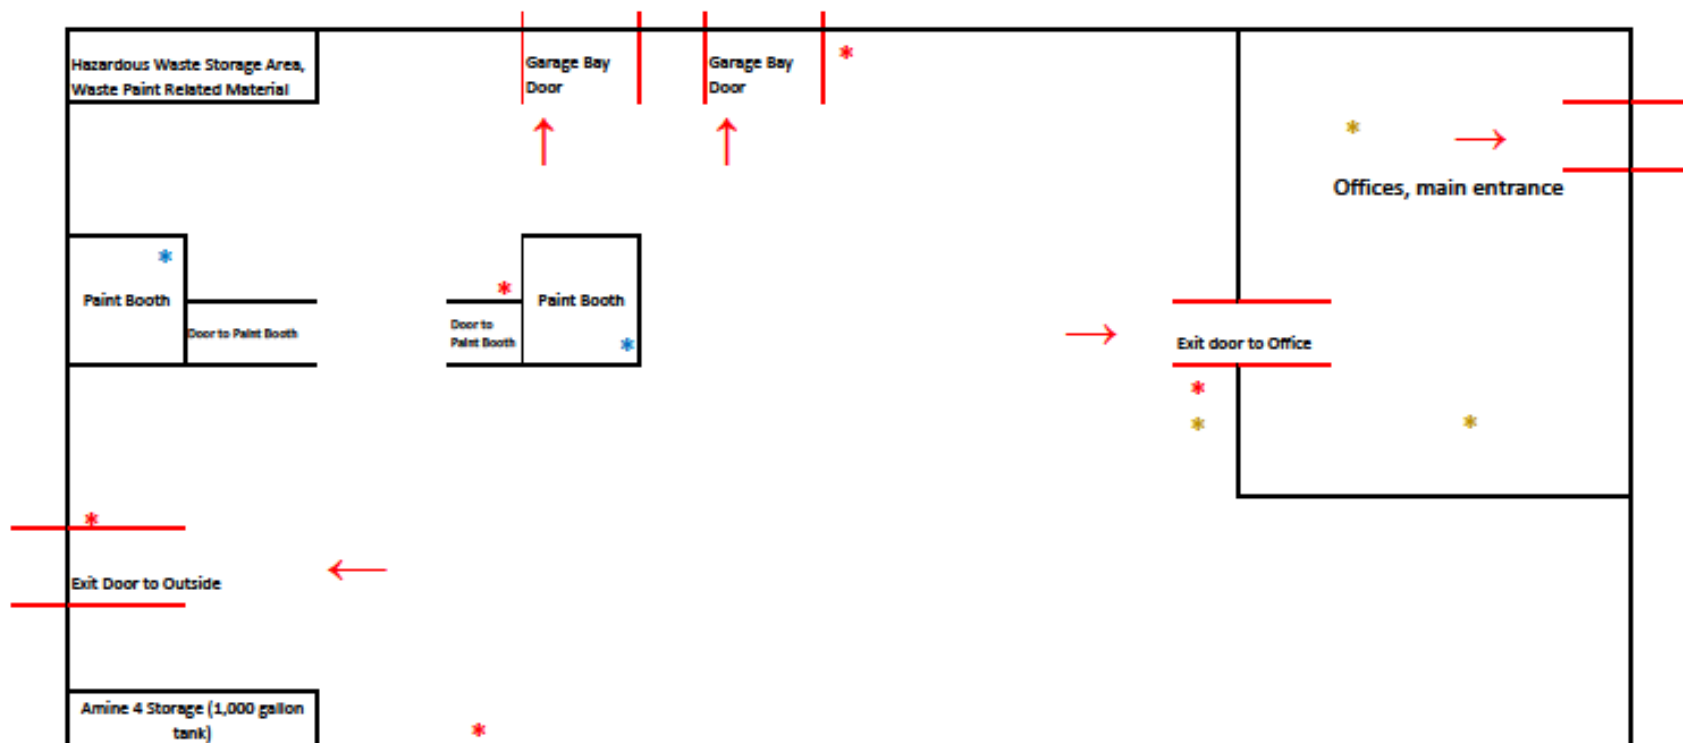 Hazardous Waste Storage Area,
Waste Paint Related Material
Garage Bay
Door
Garage Bay
Door
Offices, main entrance
Paint Booth
Door to Paint Booth
Door to
Paint Booth
Paint Booth
Exit door to Office
Exit Door to Outside
Amine 4 Storage (1,000 gallon
tank)